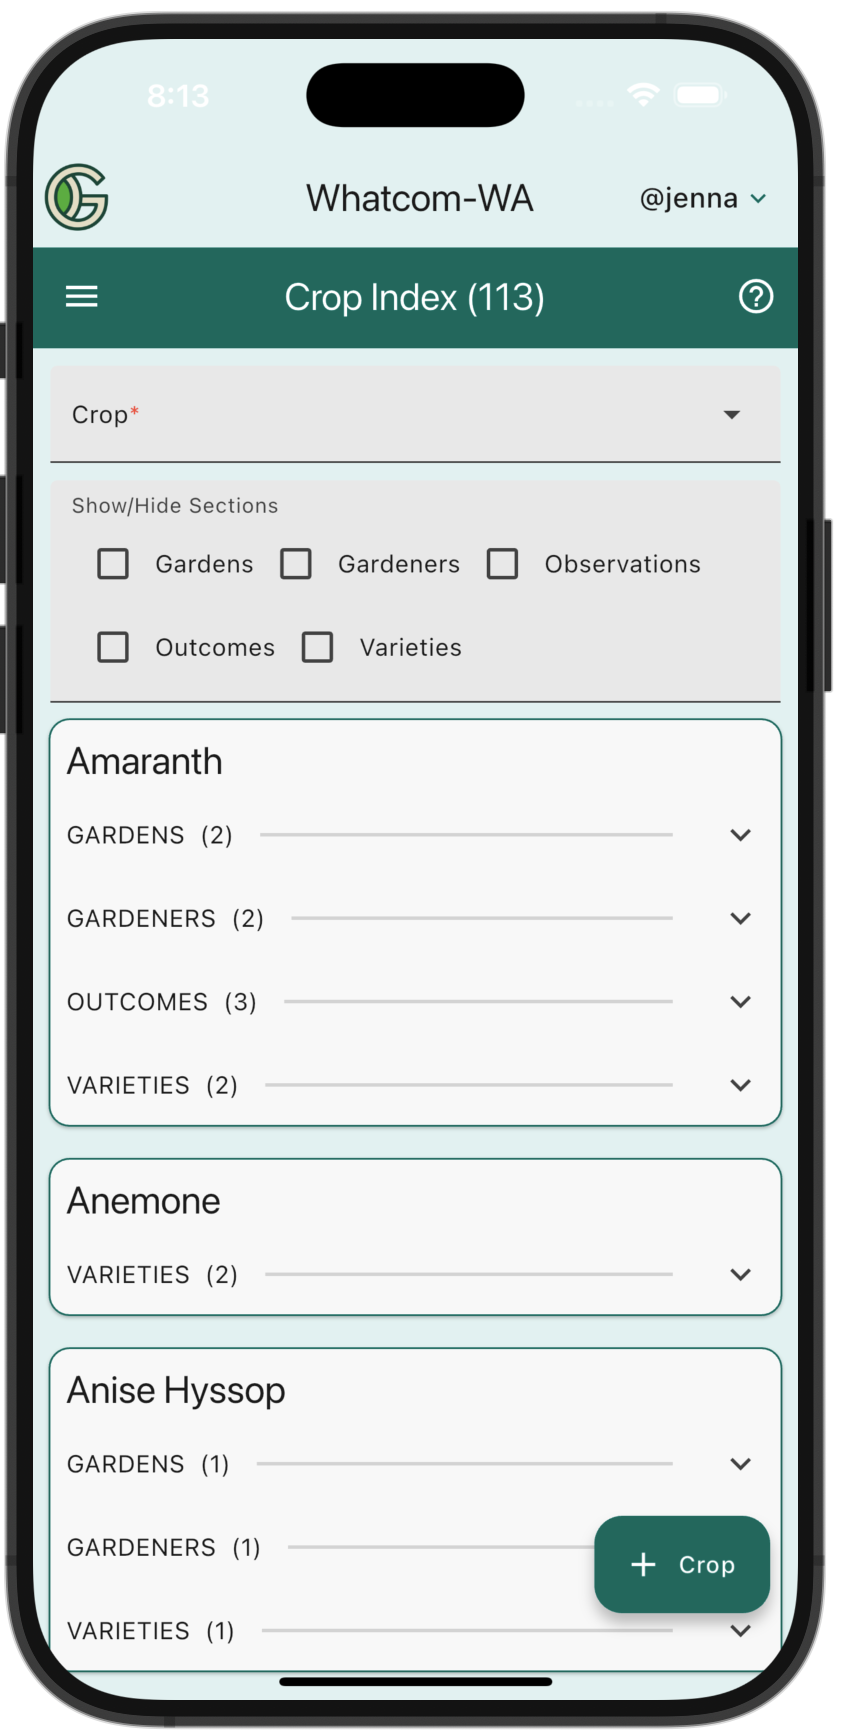 8:13
Whatcom-WA @jenna
Crop Index (113)
Crop*
Show/Hide Sections
Gardens Gardeners Observations
Outcomes Varieties
Amaranth
GARDENS (2)
GARDENERS (2)
OUTCOMES (3)
VARIETIES (2)
Anemone
VARIETIES (2)
Anise Hyssop
GARDENS (1)
GARDENERS (1)
+ Crop
VARIETIES (1)